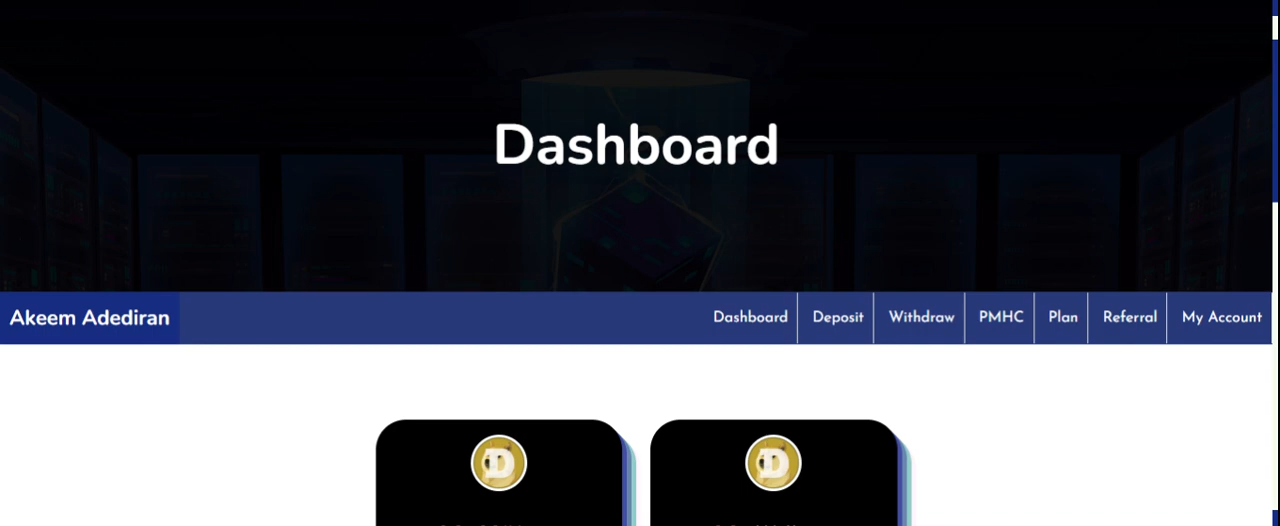 Dashboard
Akeem Adediran
Dashboard
Deposit
Withdraw
PMHC
Plan
Referral
My Account